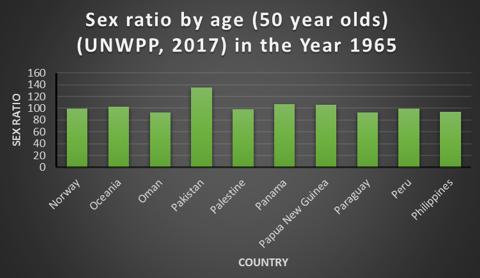 Sex ratio by age (50 year olds)
(UNWPP, 2017) in the Year 1965
SEX RATIO
160
140
120
100
80
60
40
20
0
Norway
Oceania
Oman
Pakistan
Palestine
Panama
Papua New Guinea
Paraguay
Peru
Philippines
COUNTRY